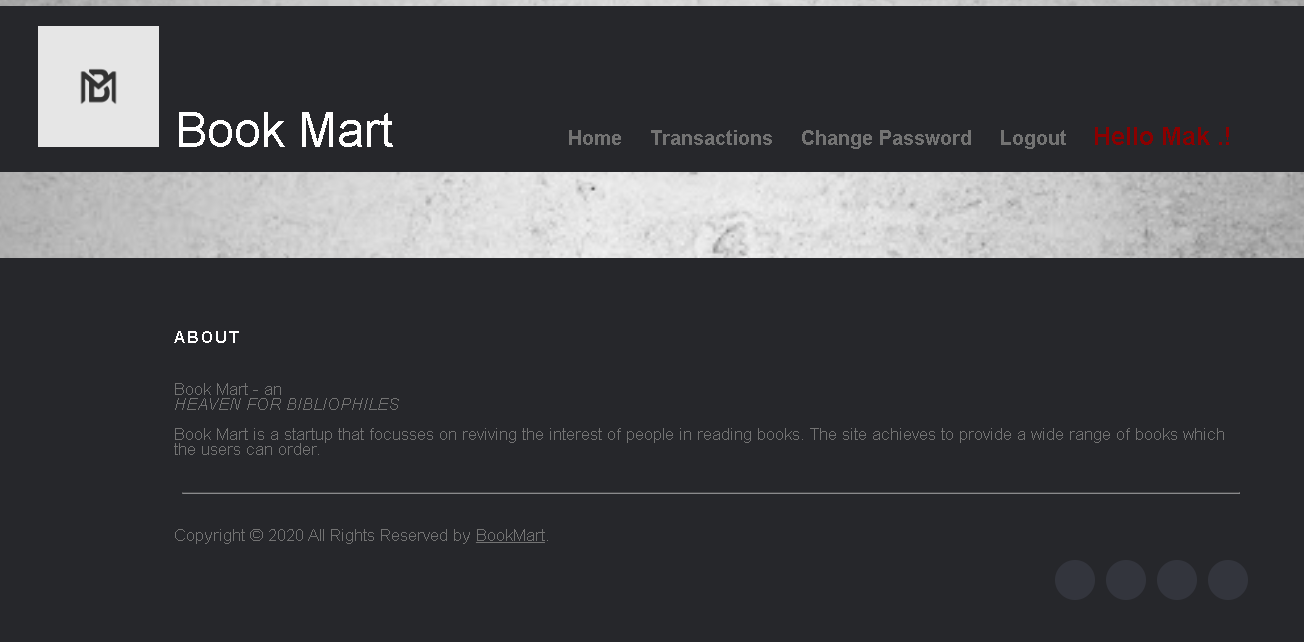 BM
Book Mart
Home Transactions Change Password Logout Hello Mak .!
ABOUT
Book Mart - an
HEAVEN FOR BIBLIOPHILES
Book Mart is a startup that focusses on reviving the interest of people in reading books. The site achieves to provide a wide range of books which
the users can order.
Copyright © 2020 All Rights Reserved by BookMart.